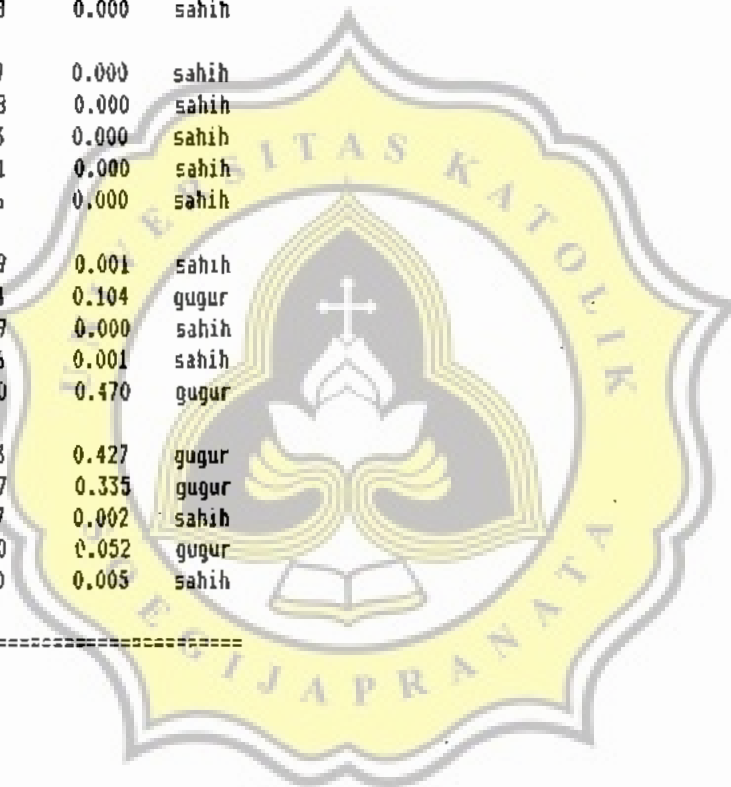 0.000 sahih
0.000 sahih
0.000 sahih
0.000 sahih
0.000 sahih
0.000 sahih
0.001 sahih
0.104 gugur
0.000 sahih
0.001 sahih
0.470 gugur
0.427 gugur
0.335 gugur
0.002 sahih
0.052 gugur
0.005 sahih
UNIVERSITAS KATOLIK
SOEGIJAPRANATA